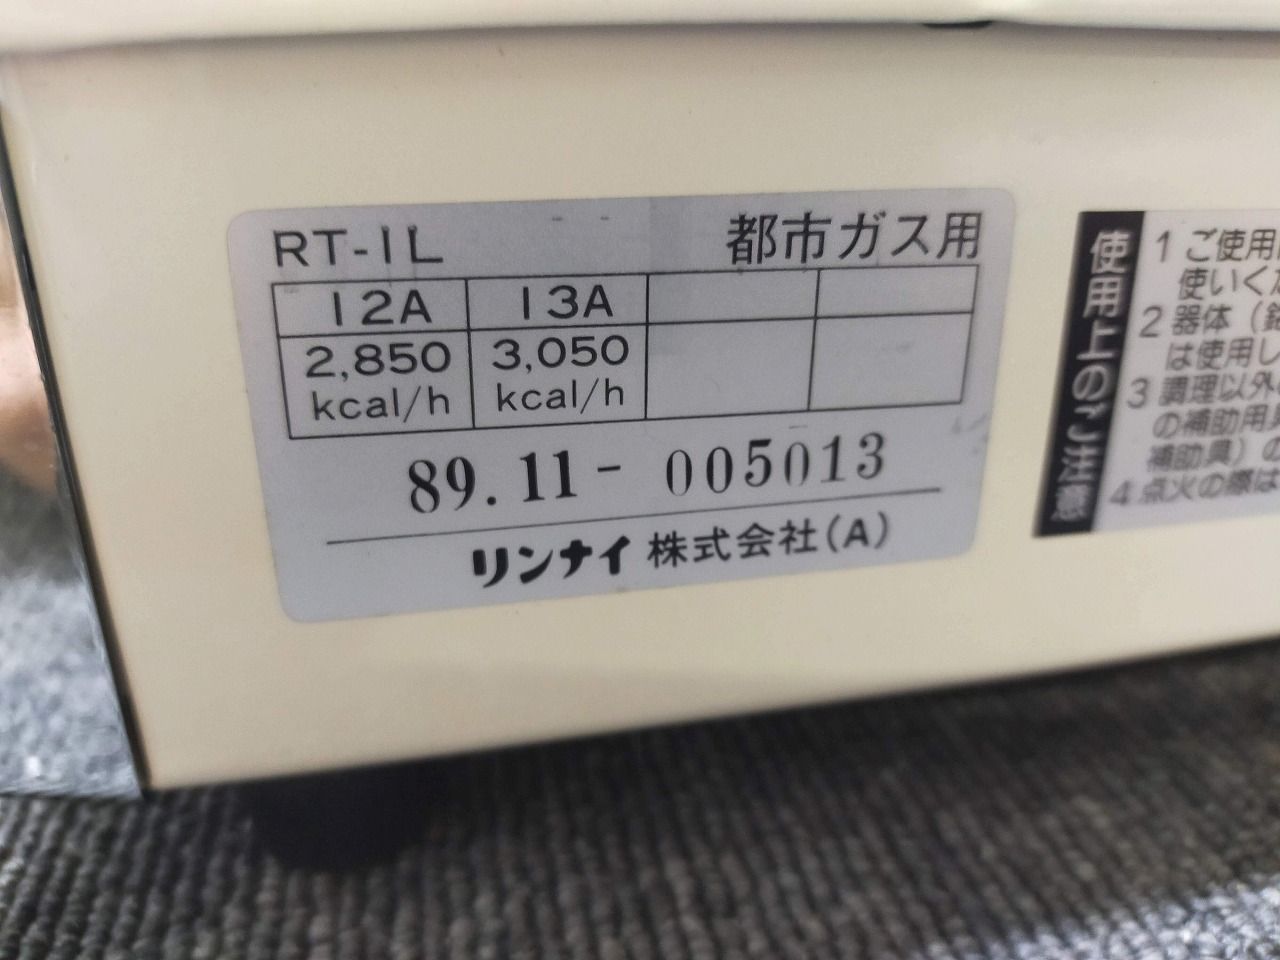 RT-1L 都市ガス用
12A 13A
2,850 3,050
kcal/h kcal/h
89.11- 005013
リンナイ 株式会社(A)
使用上のご注意
1 ご使用
使いくだ
2 器体(
は使用し
3 調理以外
の補助用具
補助具)の
4 点火の際は